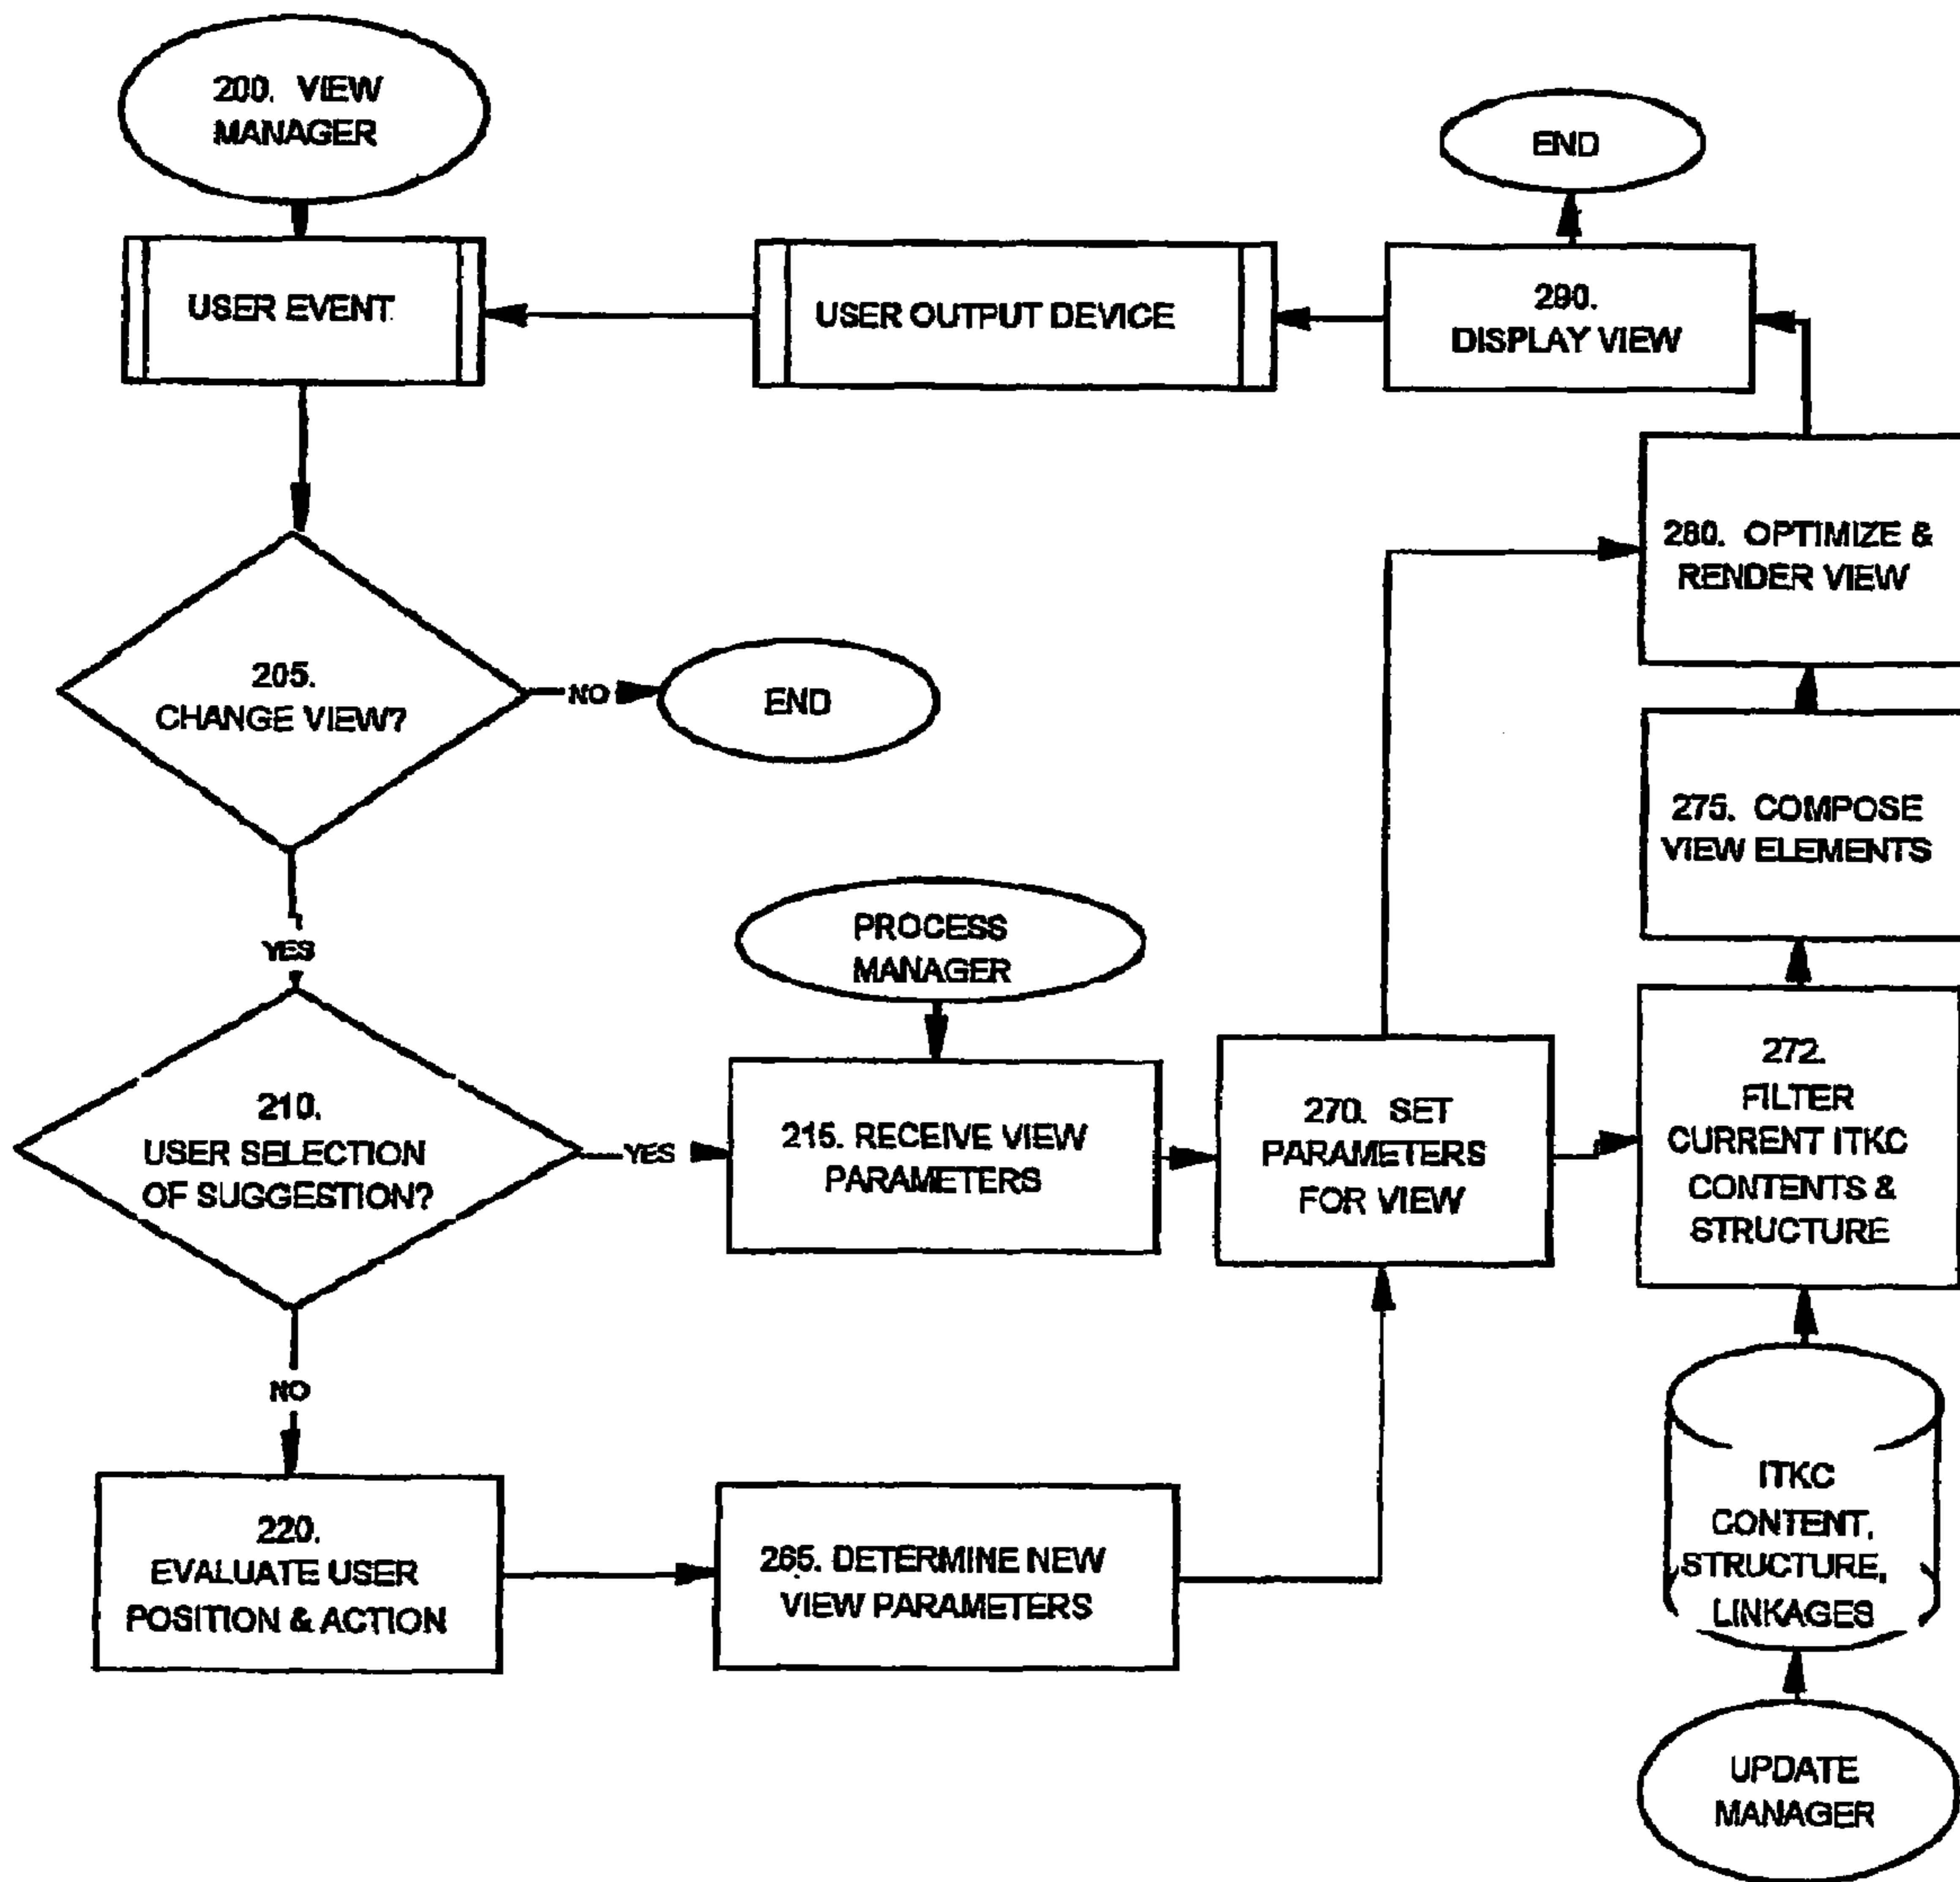 200. VIEW
MANAGER
END
USER EVENT
USER OUTPUT DEVICE
290.
DISPLAY VIEW
280. OPTIMIZE &
RENDER VIEW
205.
CHANGE VIEW?
NO
END
275. COMPOSE
VIEW ELEMENTS
YES
PROCESS
MANAGER
210.
USER SELECTION
OF SUGGESTION?
YES
215. RECEIVE VIEW
PARAMETERS
270. SET
PARAMETERS
FOR VIEW
272.
FILTER
CURRENT ITKC
CONTENTS &
STRUCTURE
NO
220.
EVALUATE USER
POSITION & ACTION
265. DETERMINE NEW
VIEW PARAMETERS
ITKC
CONTENT,
STRUCTURE,
LINKAGES
UPDATE
MANAGER